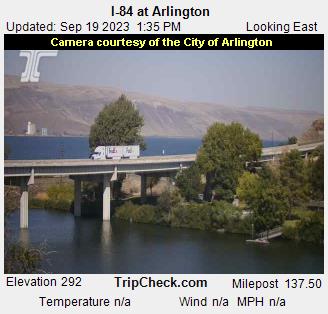 I-84 at Arlington
Updated: Sep 19 2023 1:35 PM Looking East
Camera courtesy of the City of Arlington
FedEx
Elevation 292 TripCheck.com Milepost 137.50
Temperature n/a Wind n/a MPH n/a